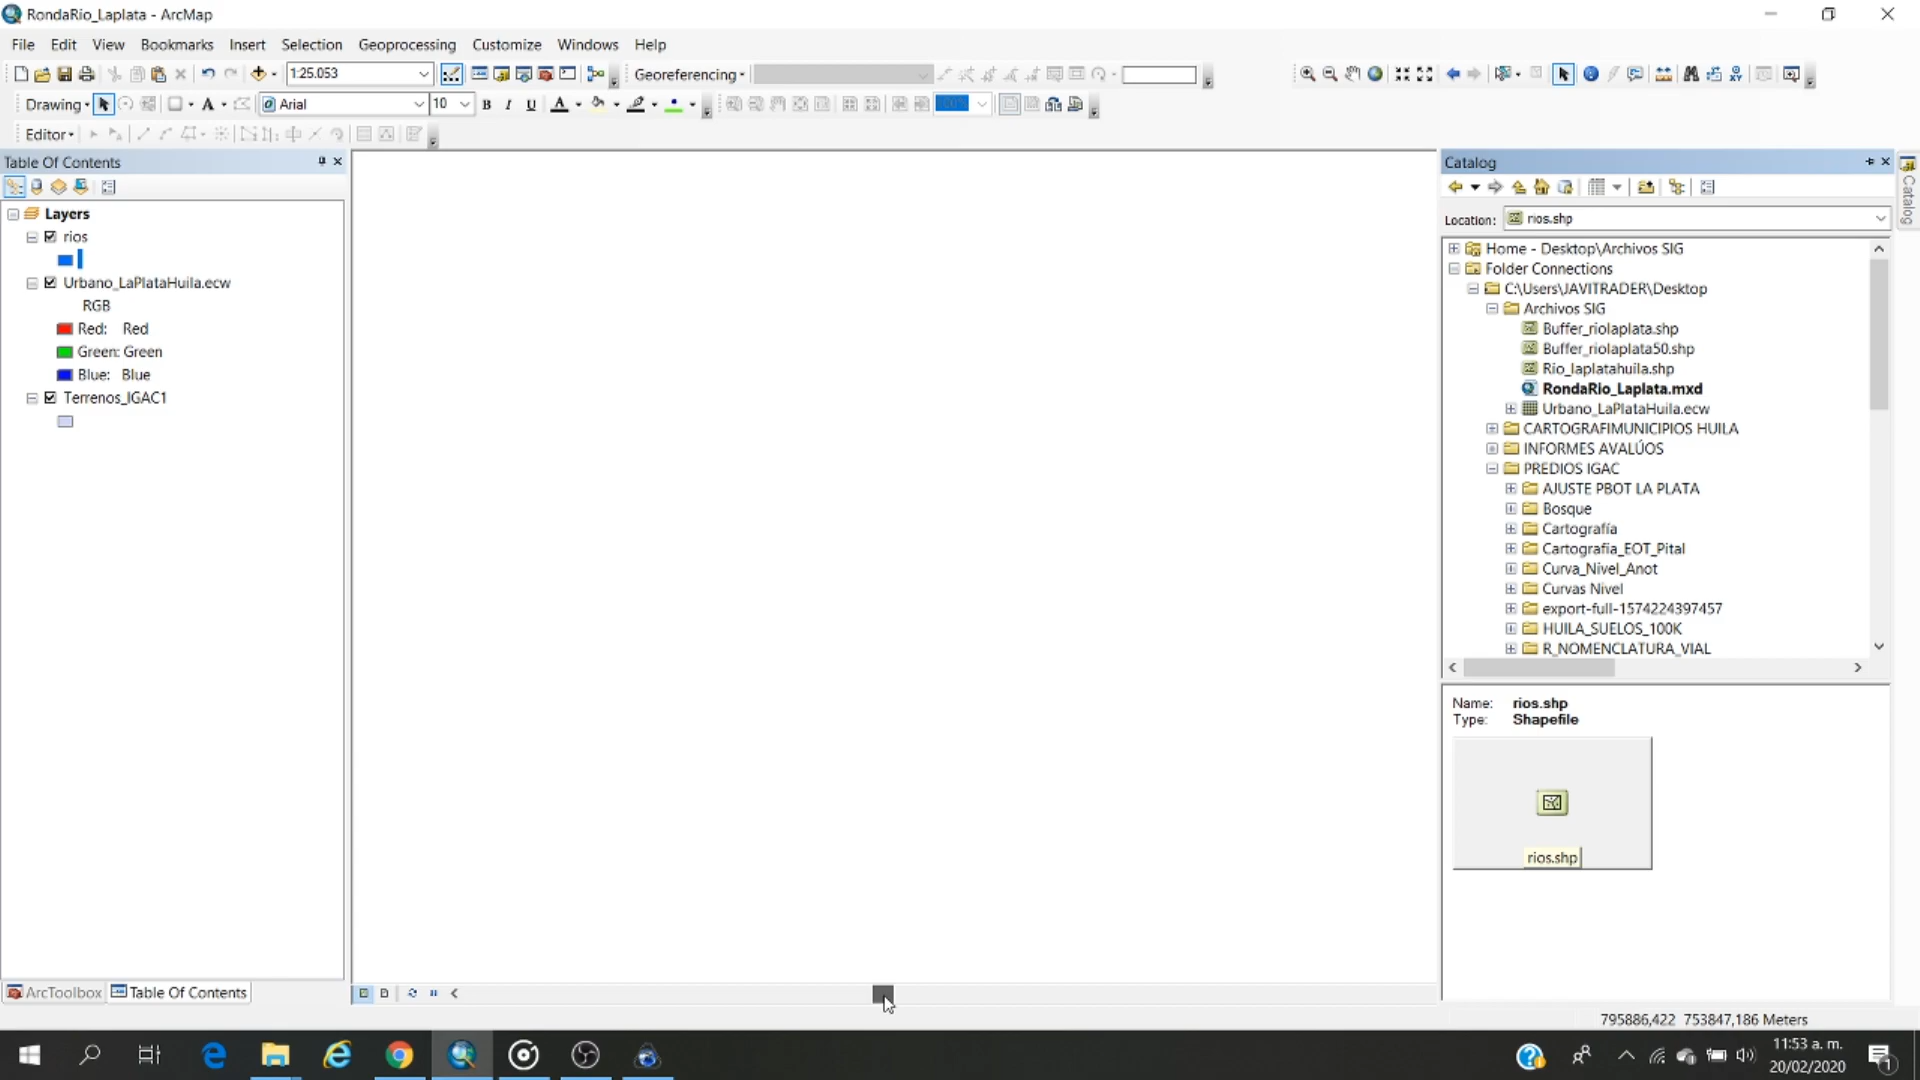 RondaRio_Laplata - ArcMap
File Edit View Bookmarks Insert Selection Geoprocessing Customize Windows Help
1:25.053
Georeferencing
Drawing
Arial
10
B I U A
Editor
Table Of Contents
Layers
rios
Urbano_LaPlataHuila.ecw
RGB
Red: Red
Green: Green
Blue: Blue
Terrenos_IGAC1
ArcToolbox
Table Of Contents
Catalog
Location: rios.shp
Home - Desktop\Archivos SIG
Folder Connections
C:\Users\JAVITRADER\Desktop
Archivos SIG
Buffer_riolaplata.shp
Buffer_riolaplata50.shp
Rio_laplatahuila.shp
RondaRio_Laplata.mxd
Urbano_LaPlataHuila.ecw
CARTOGRAFIMUNICIPIOS HUILA
INFORMES AVALÚOS
PREDIOS IGAC
AJUSTE PBOT LA PLATA
Bosque
Cartografía
Cartografia_EOT_Pital
Curva_Nivel_Anot
Curvas Nivel
export-full-1574224397457
HUILA_SUELOS_100K
R_NOMENCLATURA_VIAL
Name: rios.shp
Type: Shapefile
rios.shp
Catalog
795886,422 753847,186 Meters
11:53 a. m.
20/02/2020
1